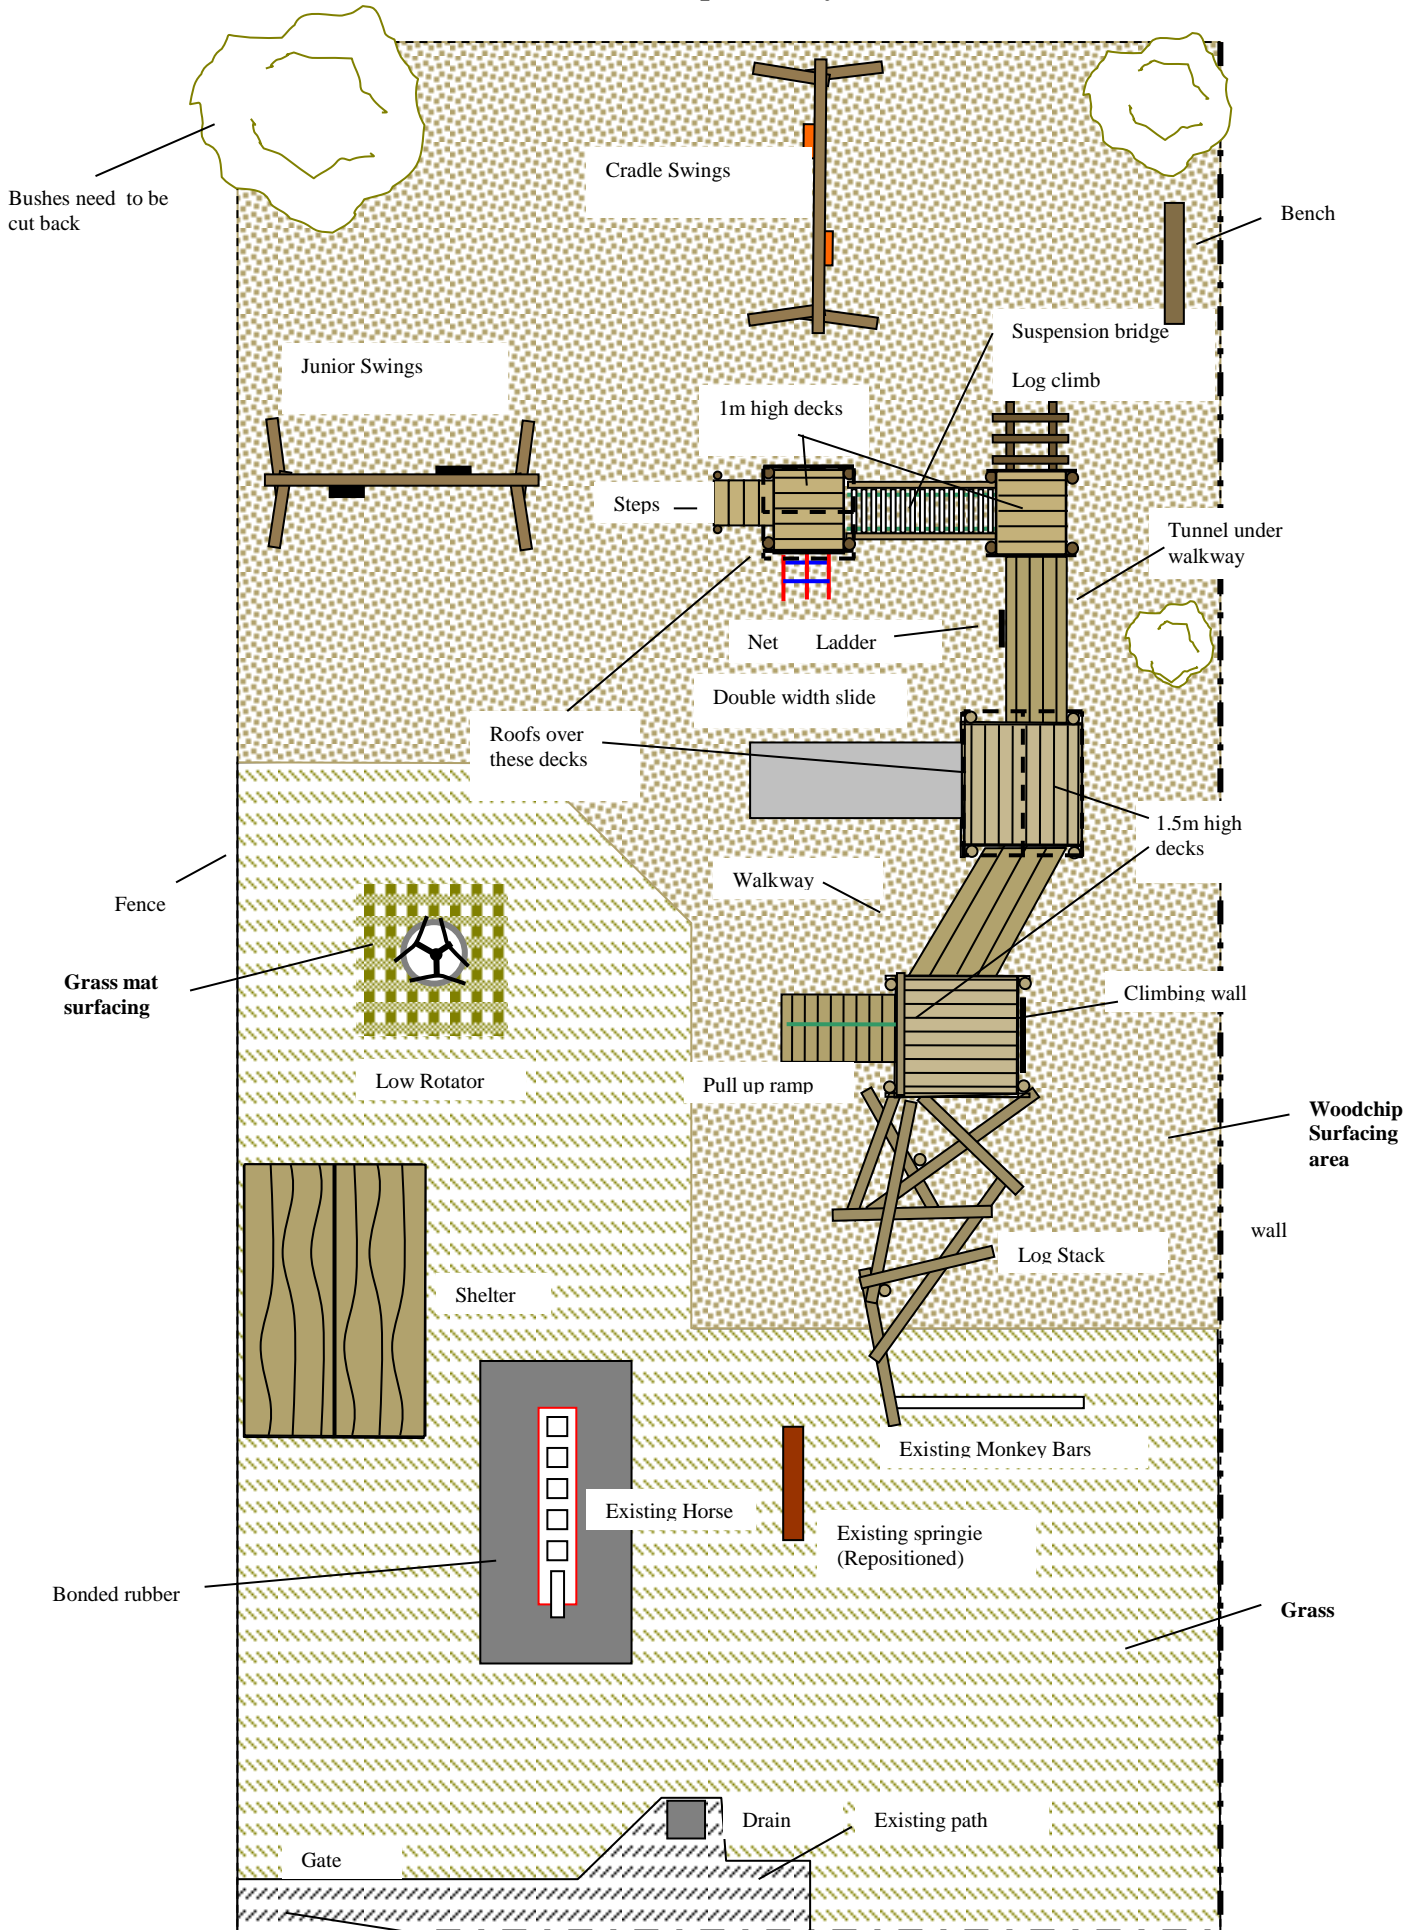 Cradle Swings
Bushes need to be
cut back
Bench
Suspension bridge
Junior Swings
Log climb
1m high decks
Steps
Tunnel under
walkway
Net Ladder
Double width slide
Roofs over
these decks
1.5m high
decks
Walkway
Fence
Grass mat
surfacing
Climbing wall
Low Rotator
Pull up ramp
Woodchip
Surfacing
area
wall
Log Stack
Shelter
Existing Monkey Bars
Existing Horse
Existing springie
(Repositioned)
Bonded rubber
Grass
Drain
Existing path
Gate